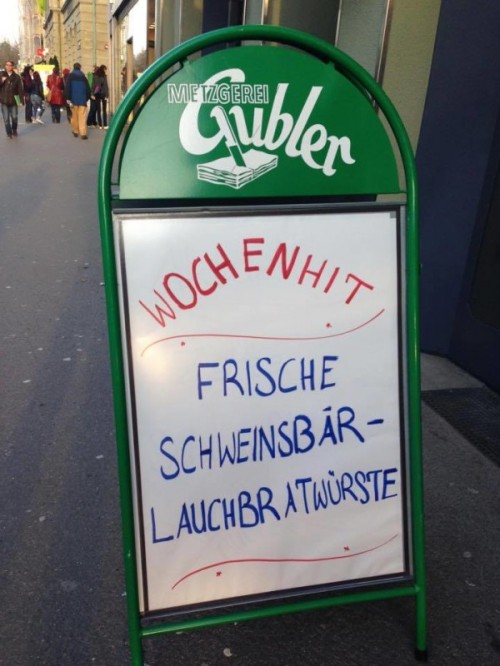 METZGEREI
Gubler
WOCHENHIT
FRISCHE
SCHWEINSBÄR-
LAUCHBRATWÜRSTE